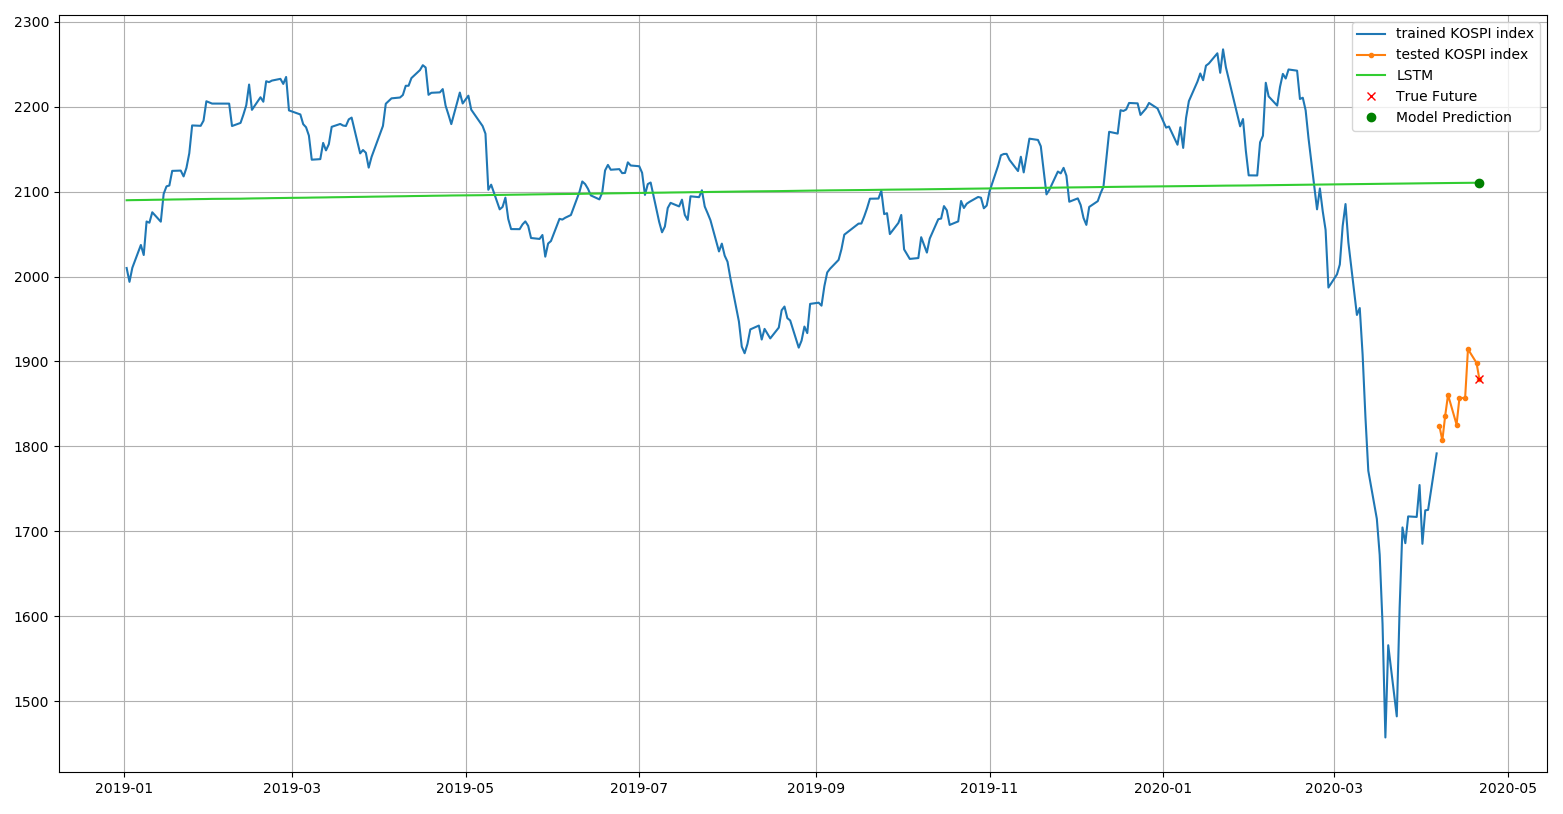 2300
2200
2100
2000
1900
1800
1700
1600
1500
trained KOSPI index
tested KOSPI index
LSTM
True Future
Model Prediction
2019-01 2019-03 2019-05 2019-07 2019-09 2019-11 2020-01 2020-03 2020-05